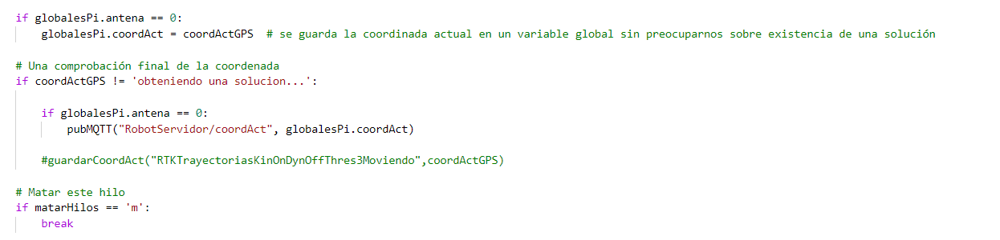 if globalesPi.antena == 0:
    globalesPi.coordAct = coordActGPS  # se guarda la coordinada actual en un variable global sin preocuparnos sobre existencia de una solución

# Una comprobación final de la coordenada
if coordActGPS != 'obteniendo una solucion...':

    if globalesPi.antena == 0:
        pubMQTT("RobotServidor/coordAct", globalesPi.coordAct)

    #guardarCoordAct("RTKTrayectoriasKinOnDynOffThres3Moviendo",coordActGPS)

# Matar este hilo
if matarHilos == 'm':
    break